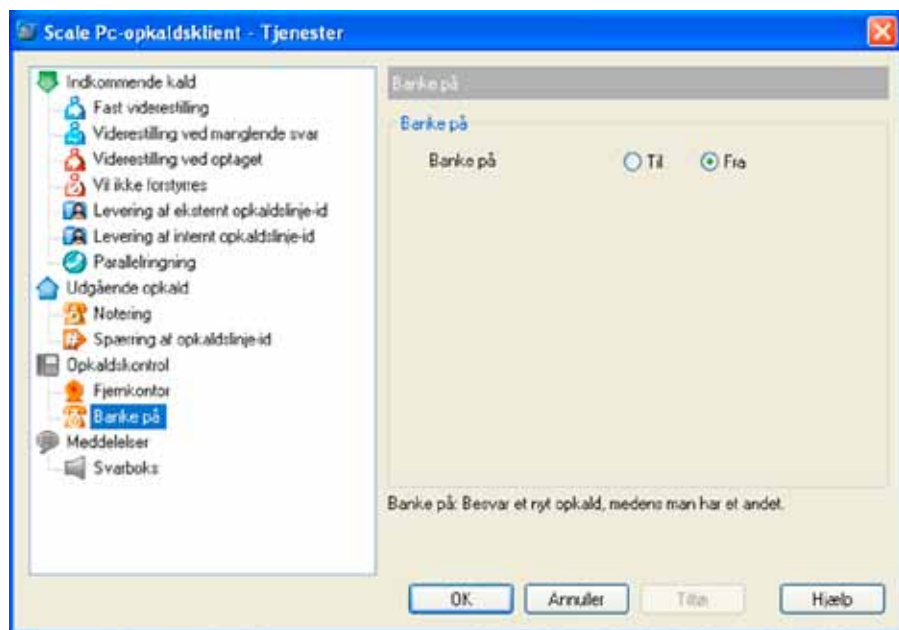 Scale Pc-opkaldsklient - Tjenester
Indkommende kald
Fast viderestilling
Viderestilling ved manglende svar
Viderestilling ved optaget
Vil ikke forstyrres
Levering af eksternt opkaldslinje-id
Levering af internt opkaldslinje-id
Parallelringning
Udgående opkald
Notering
Spærring af opkaldslinje-id
Opkaldskontrol
Fjernkontor
Banke på
Meddelelser
Svarboks
Banke på
Banke på
Banke på
Til
Fra
Banke på: Besvar et nyt opkald, medens man har et andet.
OK
Annuller
Tilføj
Hjælp